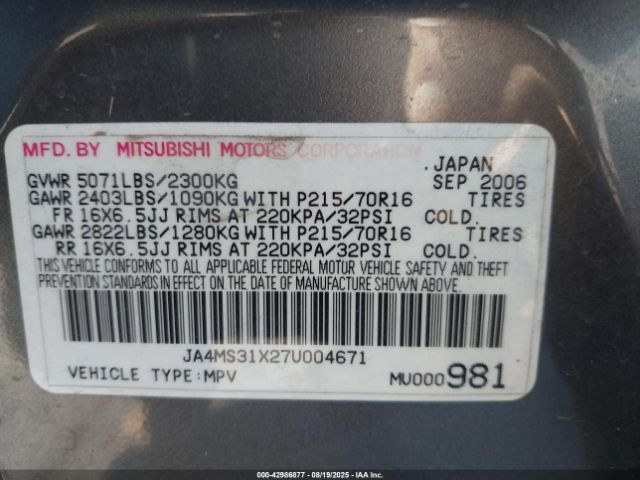 MFD. BY MITSUBISHI MOTORS CORPORATION
JAPAN
GVWR 5071LBS/2300KG SEP 2006
GAWR 2403LBS/1090KG WITH P215/70R16 TIRES
FR 16X6.5JJ RIMS AT 220KPA/32PSI COLD.
GAWR 2822LBS/1280KG WITH P215/70R16 TIRES
RR 16X6.5JJ RIMS AT 220KPA/32PSI COLD.
THIS VEHICLE CONFORMS TO ALL APPLICABLE FEDERAL MOTOR VEHICLE SAFETY AND THEFT
PREVENTION STANDARDS IN EFFECT ON THE DATE OF MANUFACTURE SHOWN ABOVE.
JA4MS31X27U004671
VEHICLE TYPE:MPV MU000981
000-42986877 - 08/19/2025 - IAAI.com